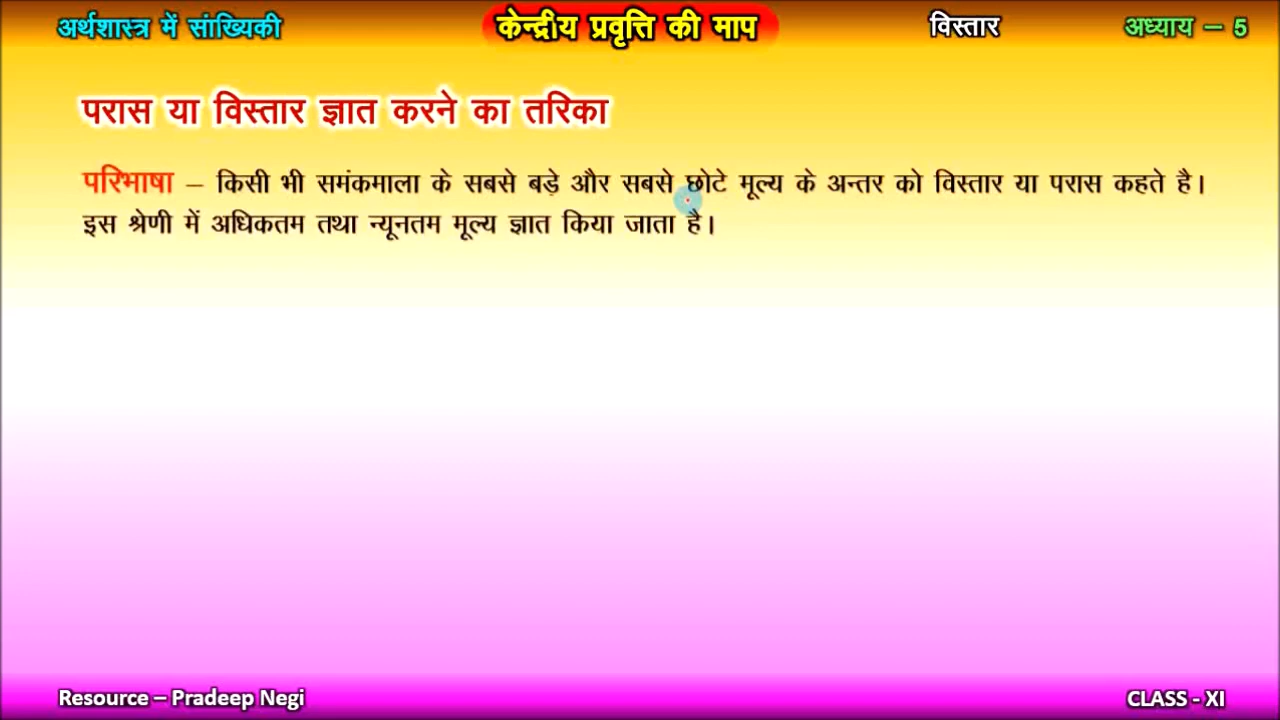 अर्थशास्त्र में सांख्यिकी
केन्द्रीय प्रवृत्ति की माप
विस्तार
अध्याय – 5
परास या विस्तार ज्ञात करने का तरिका
परिभाषा – किसी भी समंकमाला के सबसे बड़े और सबसे छोटे मूल्य के अन्तर को विस्तार या परास कहते है।
इस श्रेणी में अधिकतम तथा न्यूनतम मूल्य ज्ञात किया जाता है।
Resource – Pradeep Negi
CLASS - XI